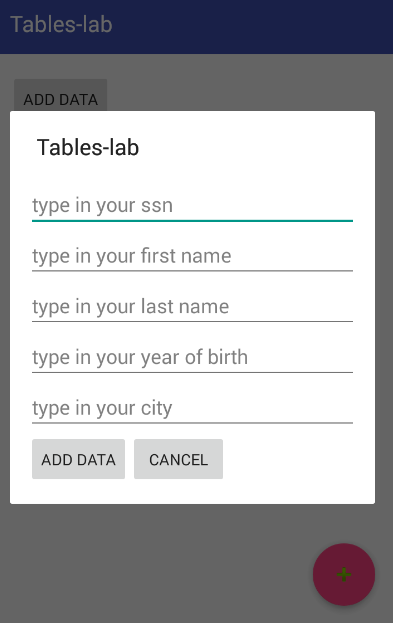 Tables-lab
ADD DATA
Tables-lab
type in your ssn
type in your first name
type in your last name
type in your year of birth
type in your city
ADD DATA CANCEL
+